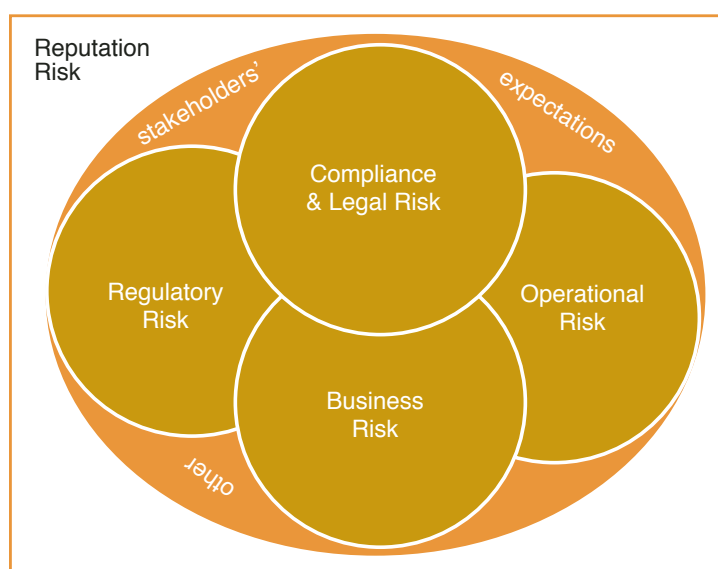 Reputation
Risk
stakeholders’
expectations
Compliance
& Legal Risk
Regulatory
Risk
Operational
Risk
Business
Risk
other